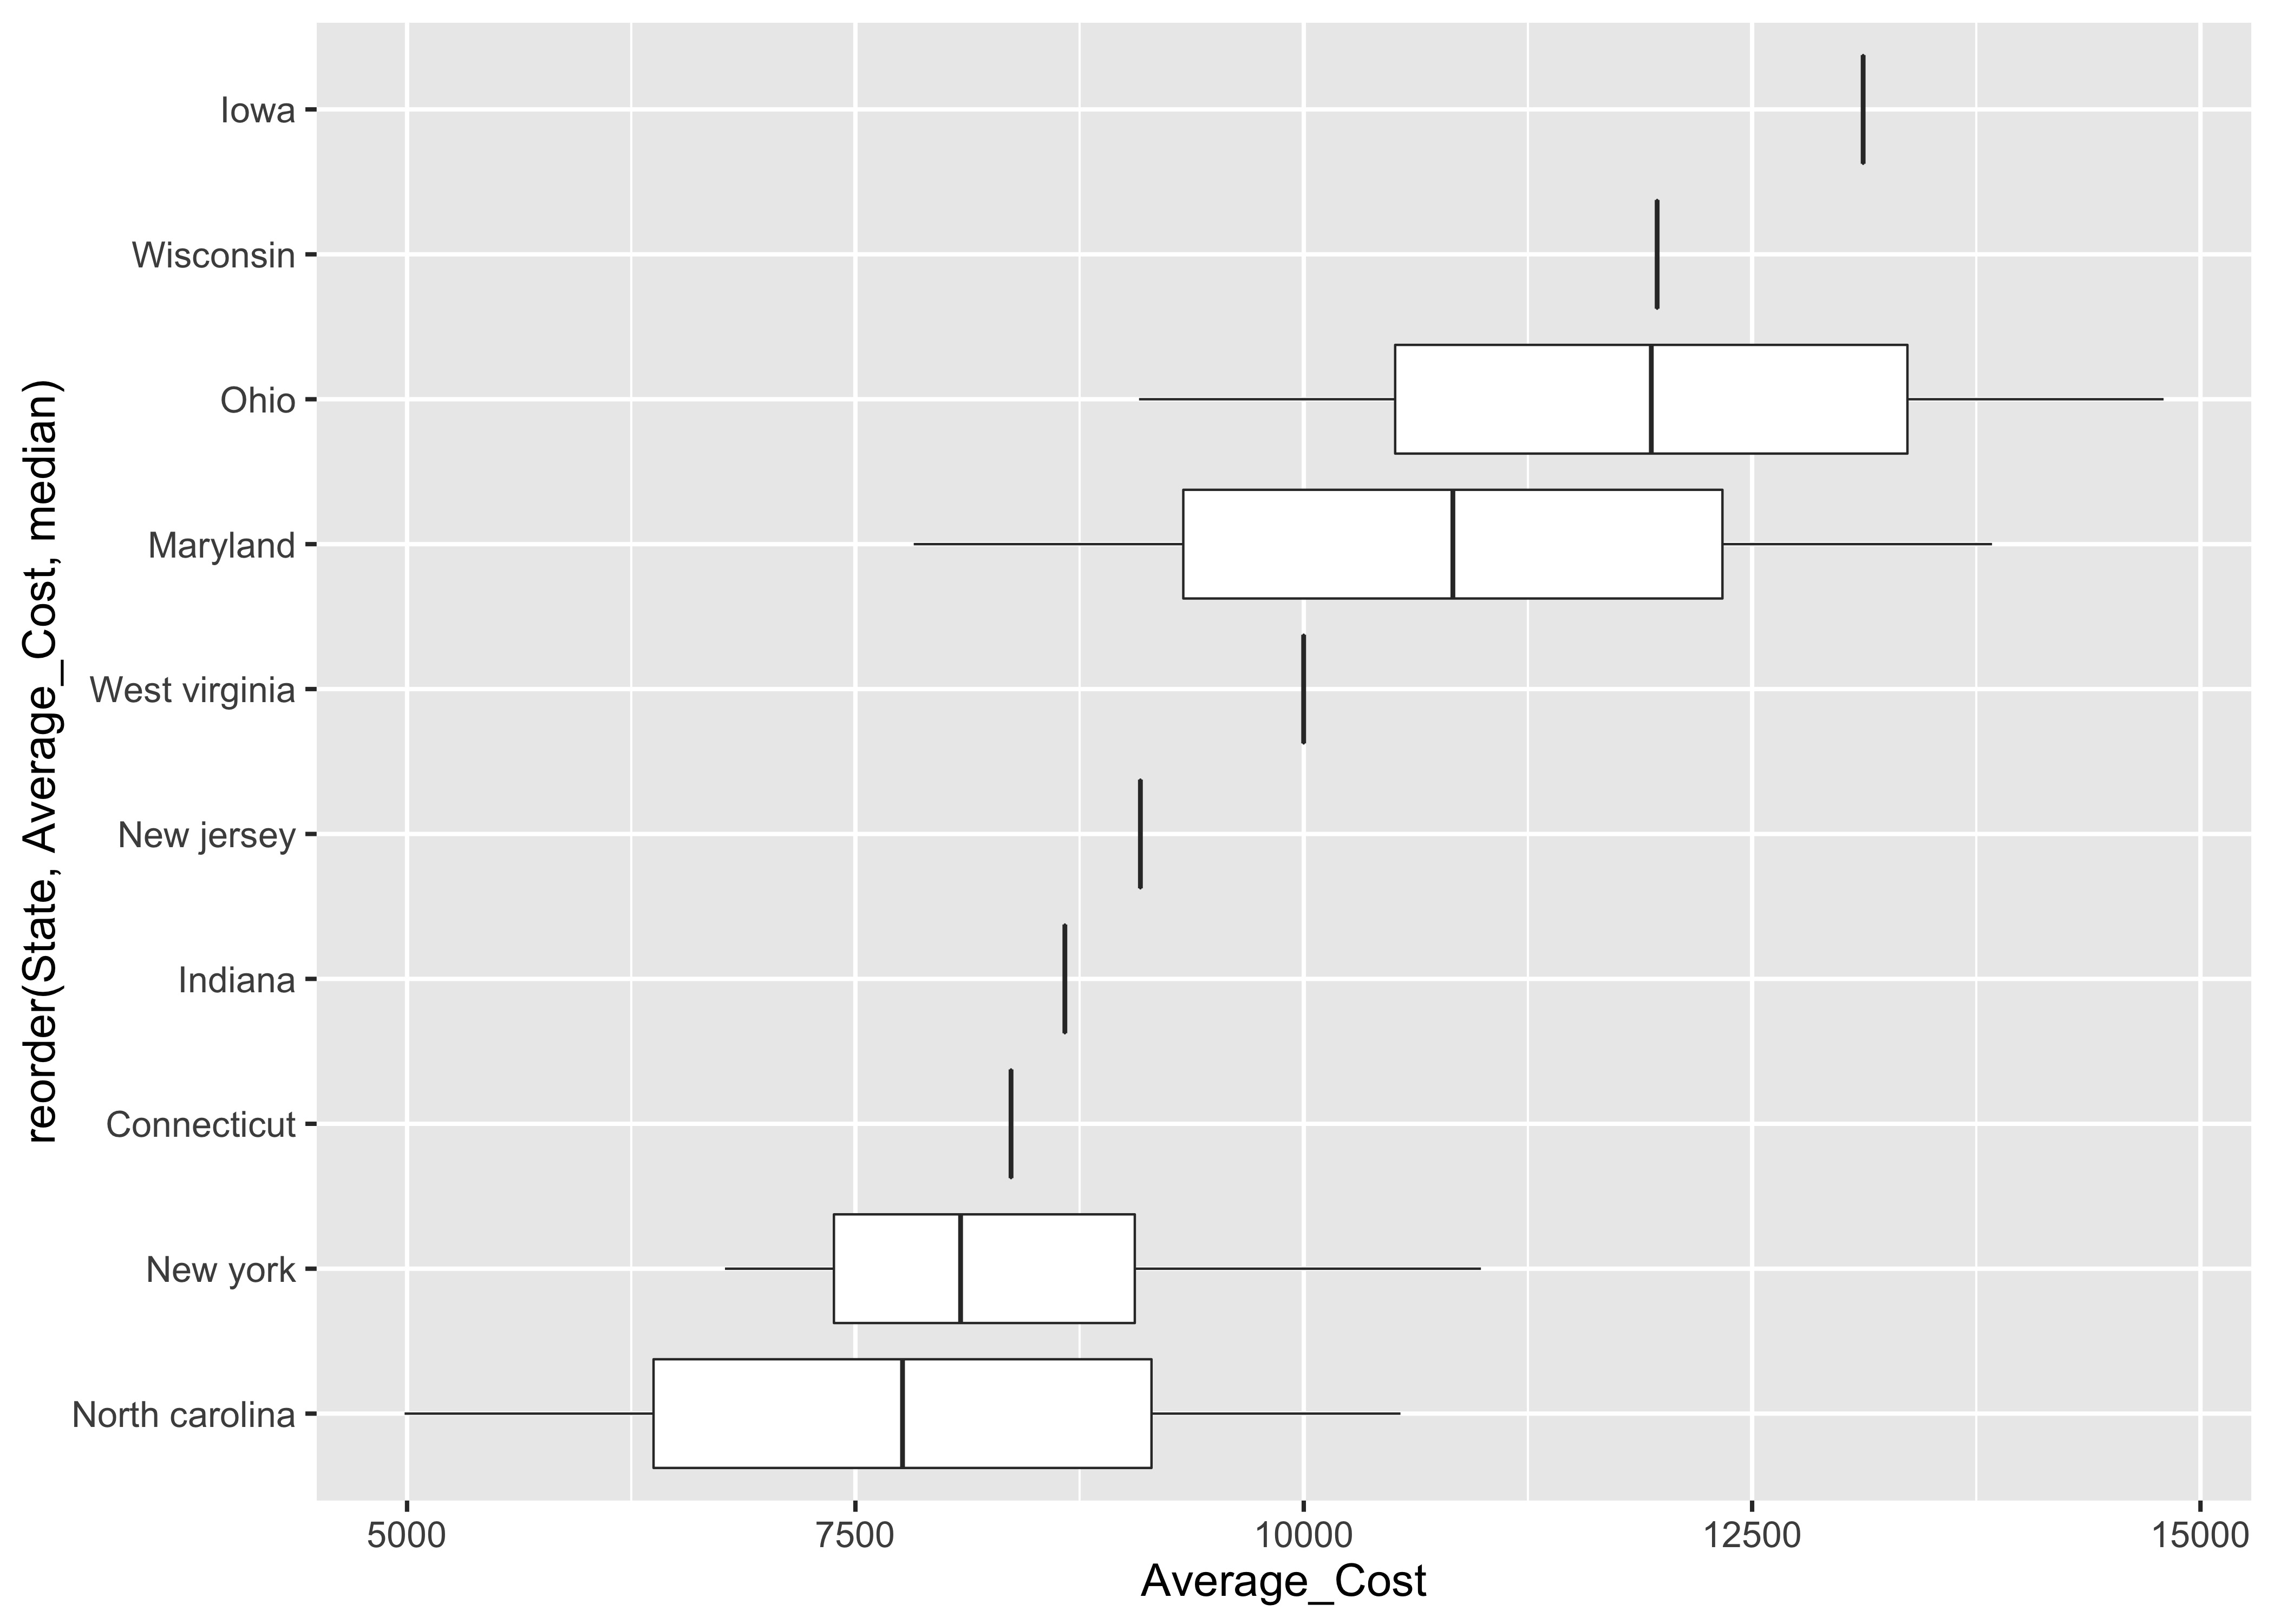 reorder(State, Average_Cost, median)
Iowa
Wisconsin
Ohio
Maryland
West virginia
New jersey
Indiana
Connecticut
New york
North carolina
5000 7500 10000 12500 15000
Average_Cost